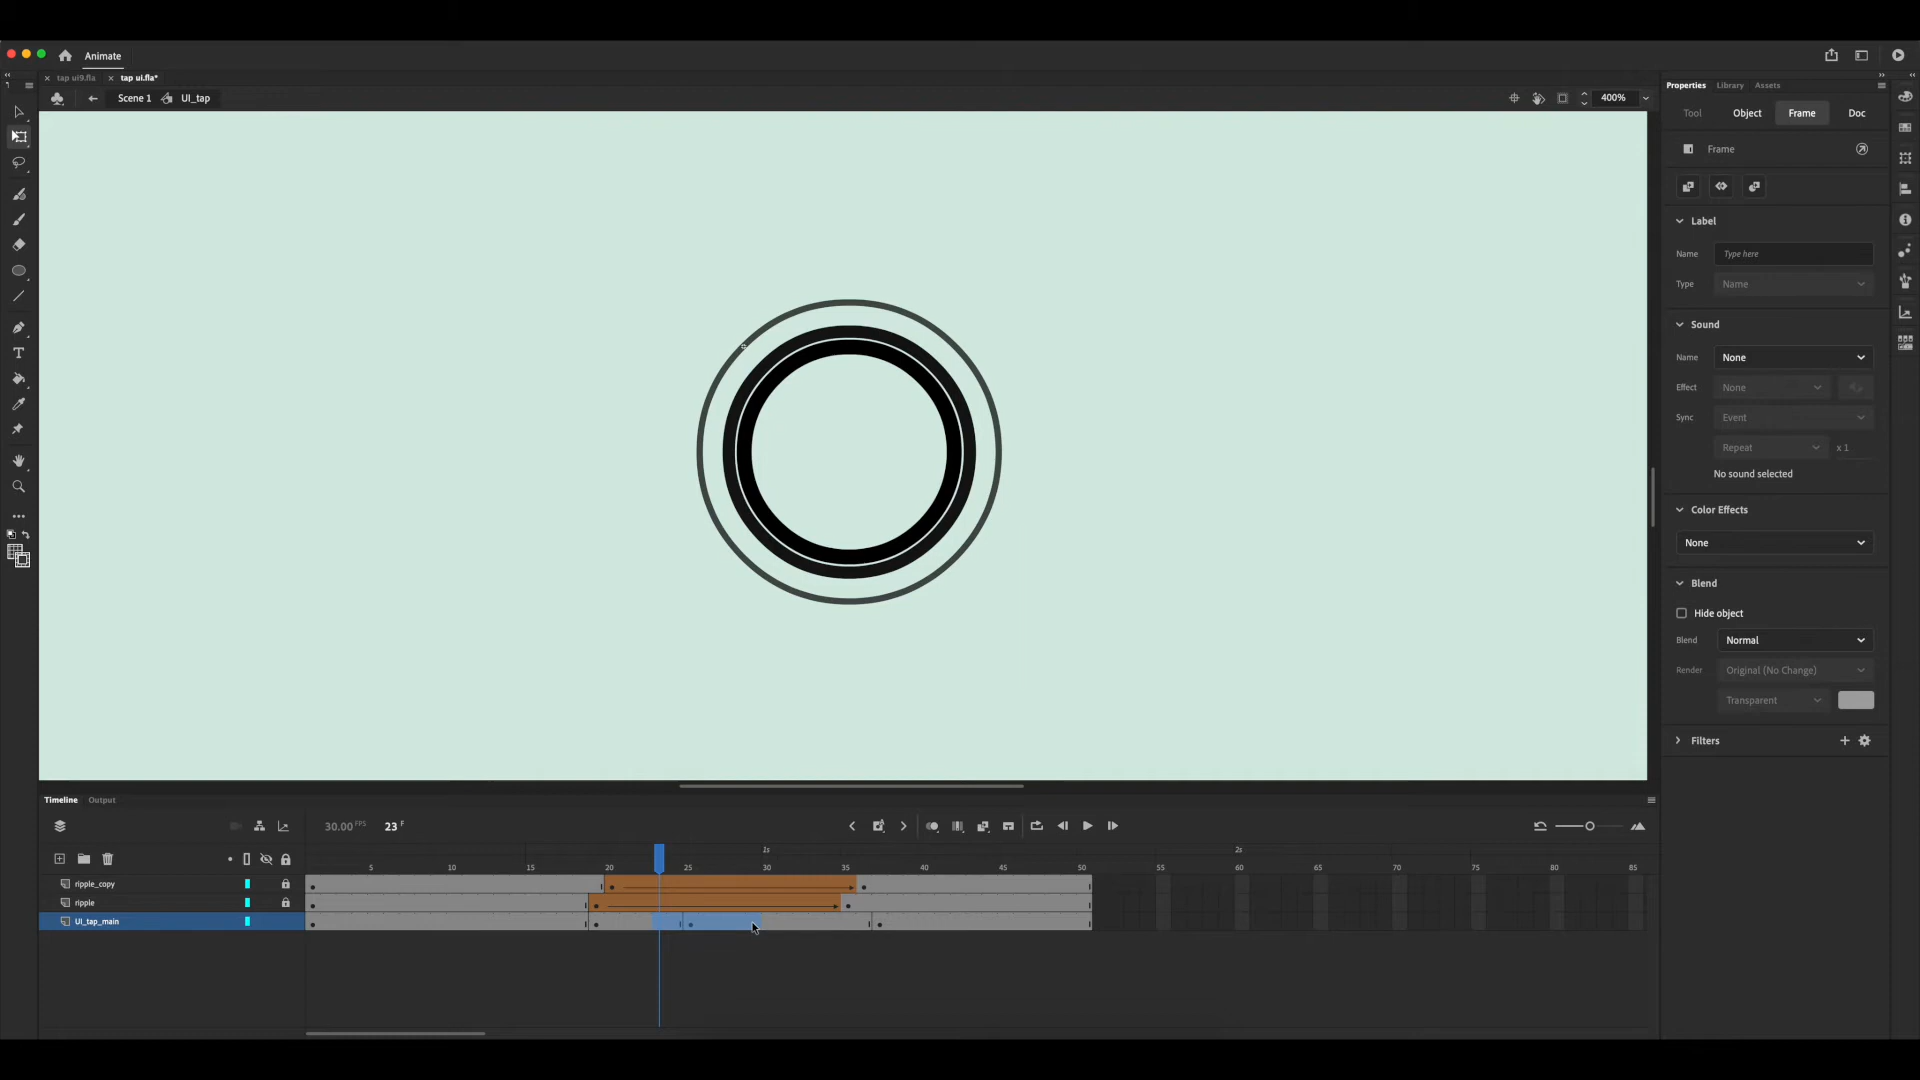 Animate
tap ui9.fla
tap ui.fla*
Scene 1
UI_tap
400%
Properties
Library
Assets
Tool
Object
Frame
Doc
Frame
Label
Name
Type here
Type
Name
Sound
Name
None
Effect
None
Sync
Event
Repeat
x 1
No sound selected
Color Effects
None
Blend
Hide object
Blend
Normal
Render
Original (No Change)
Transparent
Filters
Timeline
Output
30.00 FPS
23 F
1s
2s
5 10 15 20 25 30 35 40 45 50 55 60 65 70 75 80 85
ripple_copy
ripple
UI_tap_main